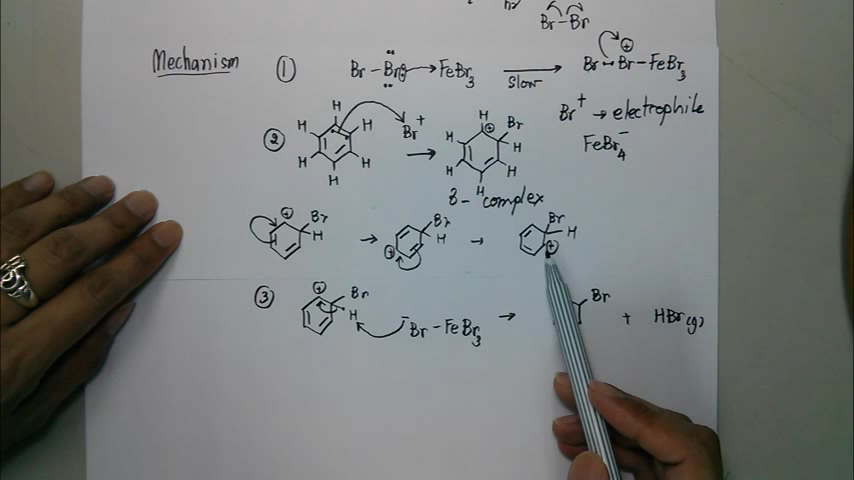 hν
Br–Br
Mechanism ① Br–Br → FeBr₃ slow Br–Br⊕–FeBr₃
Br⁺ → electrophile
FeBr₄⁻
② H H H H H H Br⁺ → H ⊕ Br H H H H
H
σ– complex
⊕ Br H → Br H ⊕ → Br H ⊕
③ ⊕ Br H ⁻Br–FeBr₃ → Br + HBr(g)